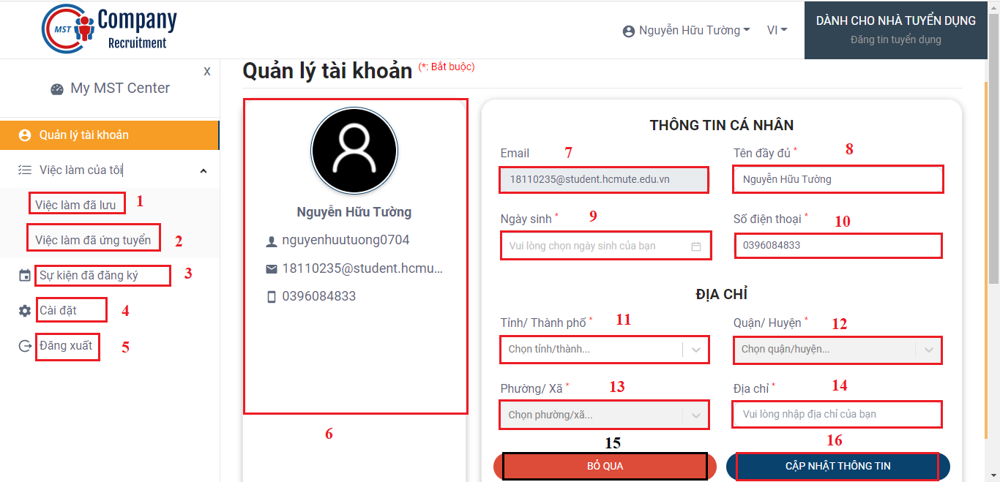 MST Company
Recruitment
Nguyễn Hữu Tường
VI
DÀNH CHO NHÀ TUYỂN DỤNG
Đăng tin tuyển dụng
X
My MST Center
Quản lý tài khoản
Việc làm của tôi
Việc làm đã lưu 1
Việc làm đã ứng tuyển 2
Sự kiện đã đăng ký 3
Cài đặt 4
Đăng xuất 5
Quản lý tài khoản (*: Bắt buộc)
Nguyễn Hữu Tường
nguyenhuutuong0704
18110235@student.hcmu...
0396084833
6
THÔNG TIN CÁ NHÂN
Email 7
18110235@student.hcmute.edu.vn
Tên đầy đủ * 8
Nguyễn Hữu Tường
Ngày sinh * 9
Vui lòng chọn ngày sinh của bạn
Số điện thoại * 10
0396084833
ĐỊA CHỈ
Tỉnh/ Thành phố * 11
Chọn tỉnh/thành...
Quận/ Huyện * 12
Chọn quận/huyện...
Phường/ Xã * 13
Chọn phường/xã...
Địa chỉ * 14
Vui lòng nhập địa chỉ của bạn
15
BỎ QUA
16
CẬP NHẬT THÔNG TIN